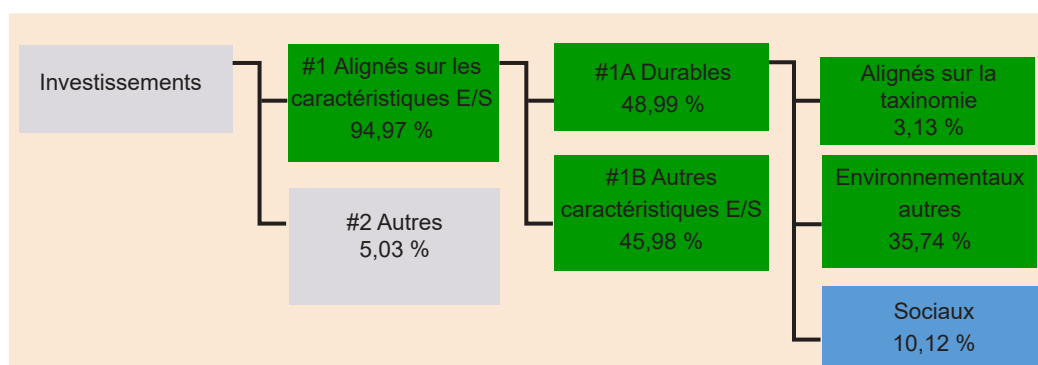 Investissements
#1 Alignés sur les
caractéristiques E/S
94,97 %
#2 Autres
5,03 %
#1A Durables
48,99 %
#1B Autres
caractéristiques E/S
45,98 %
Alignés sur la
taxinomie
3,13 %
Environnementaux
autres
35,74 %
Sociaux
10,12 %